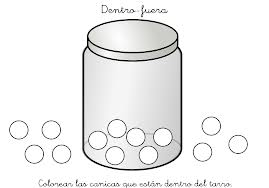 Dentro-fuera
Colorear las canicas que están dentro del tarro.